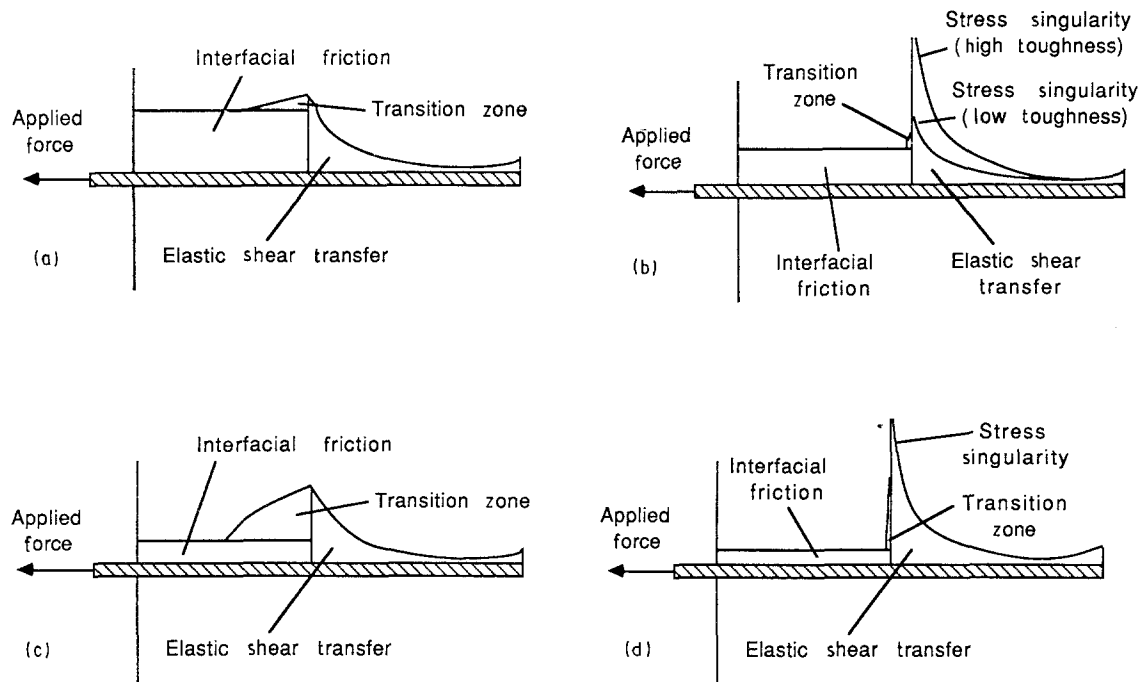 Interfacial friction
Transition zone
Applied
force
Elastic shear transfer
(a)
Stress singularity
(high toughness)
Transition
zone
Stress singularity
(low toughness)
Applied
force
Interfacial
friction
Elastic shear
transfer
(b)
Interfacial friction
Transition zone
Applied
force
Elastic shear transfer
(c)
Stress
singularity
Interfacial
friction
Transition
zone
Applied
force
Elastic shear transfer
(d)